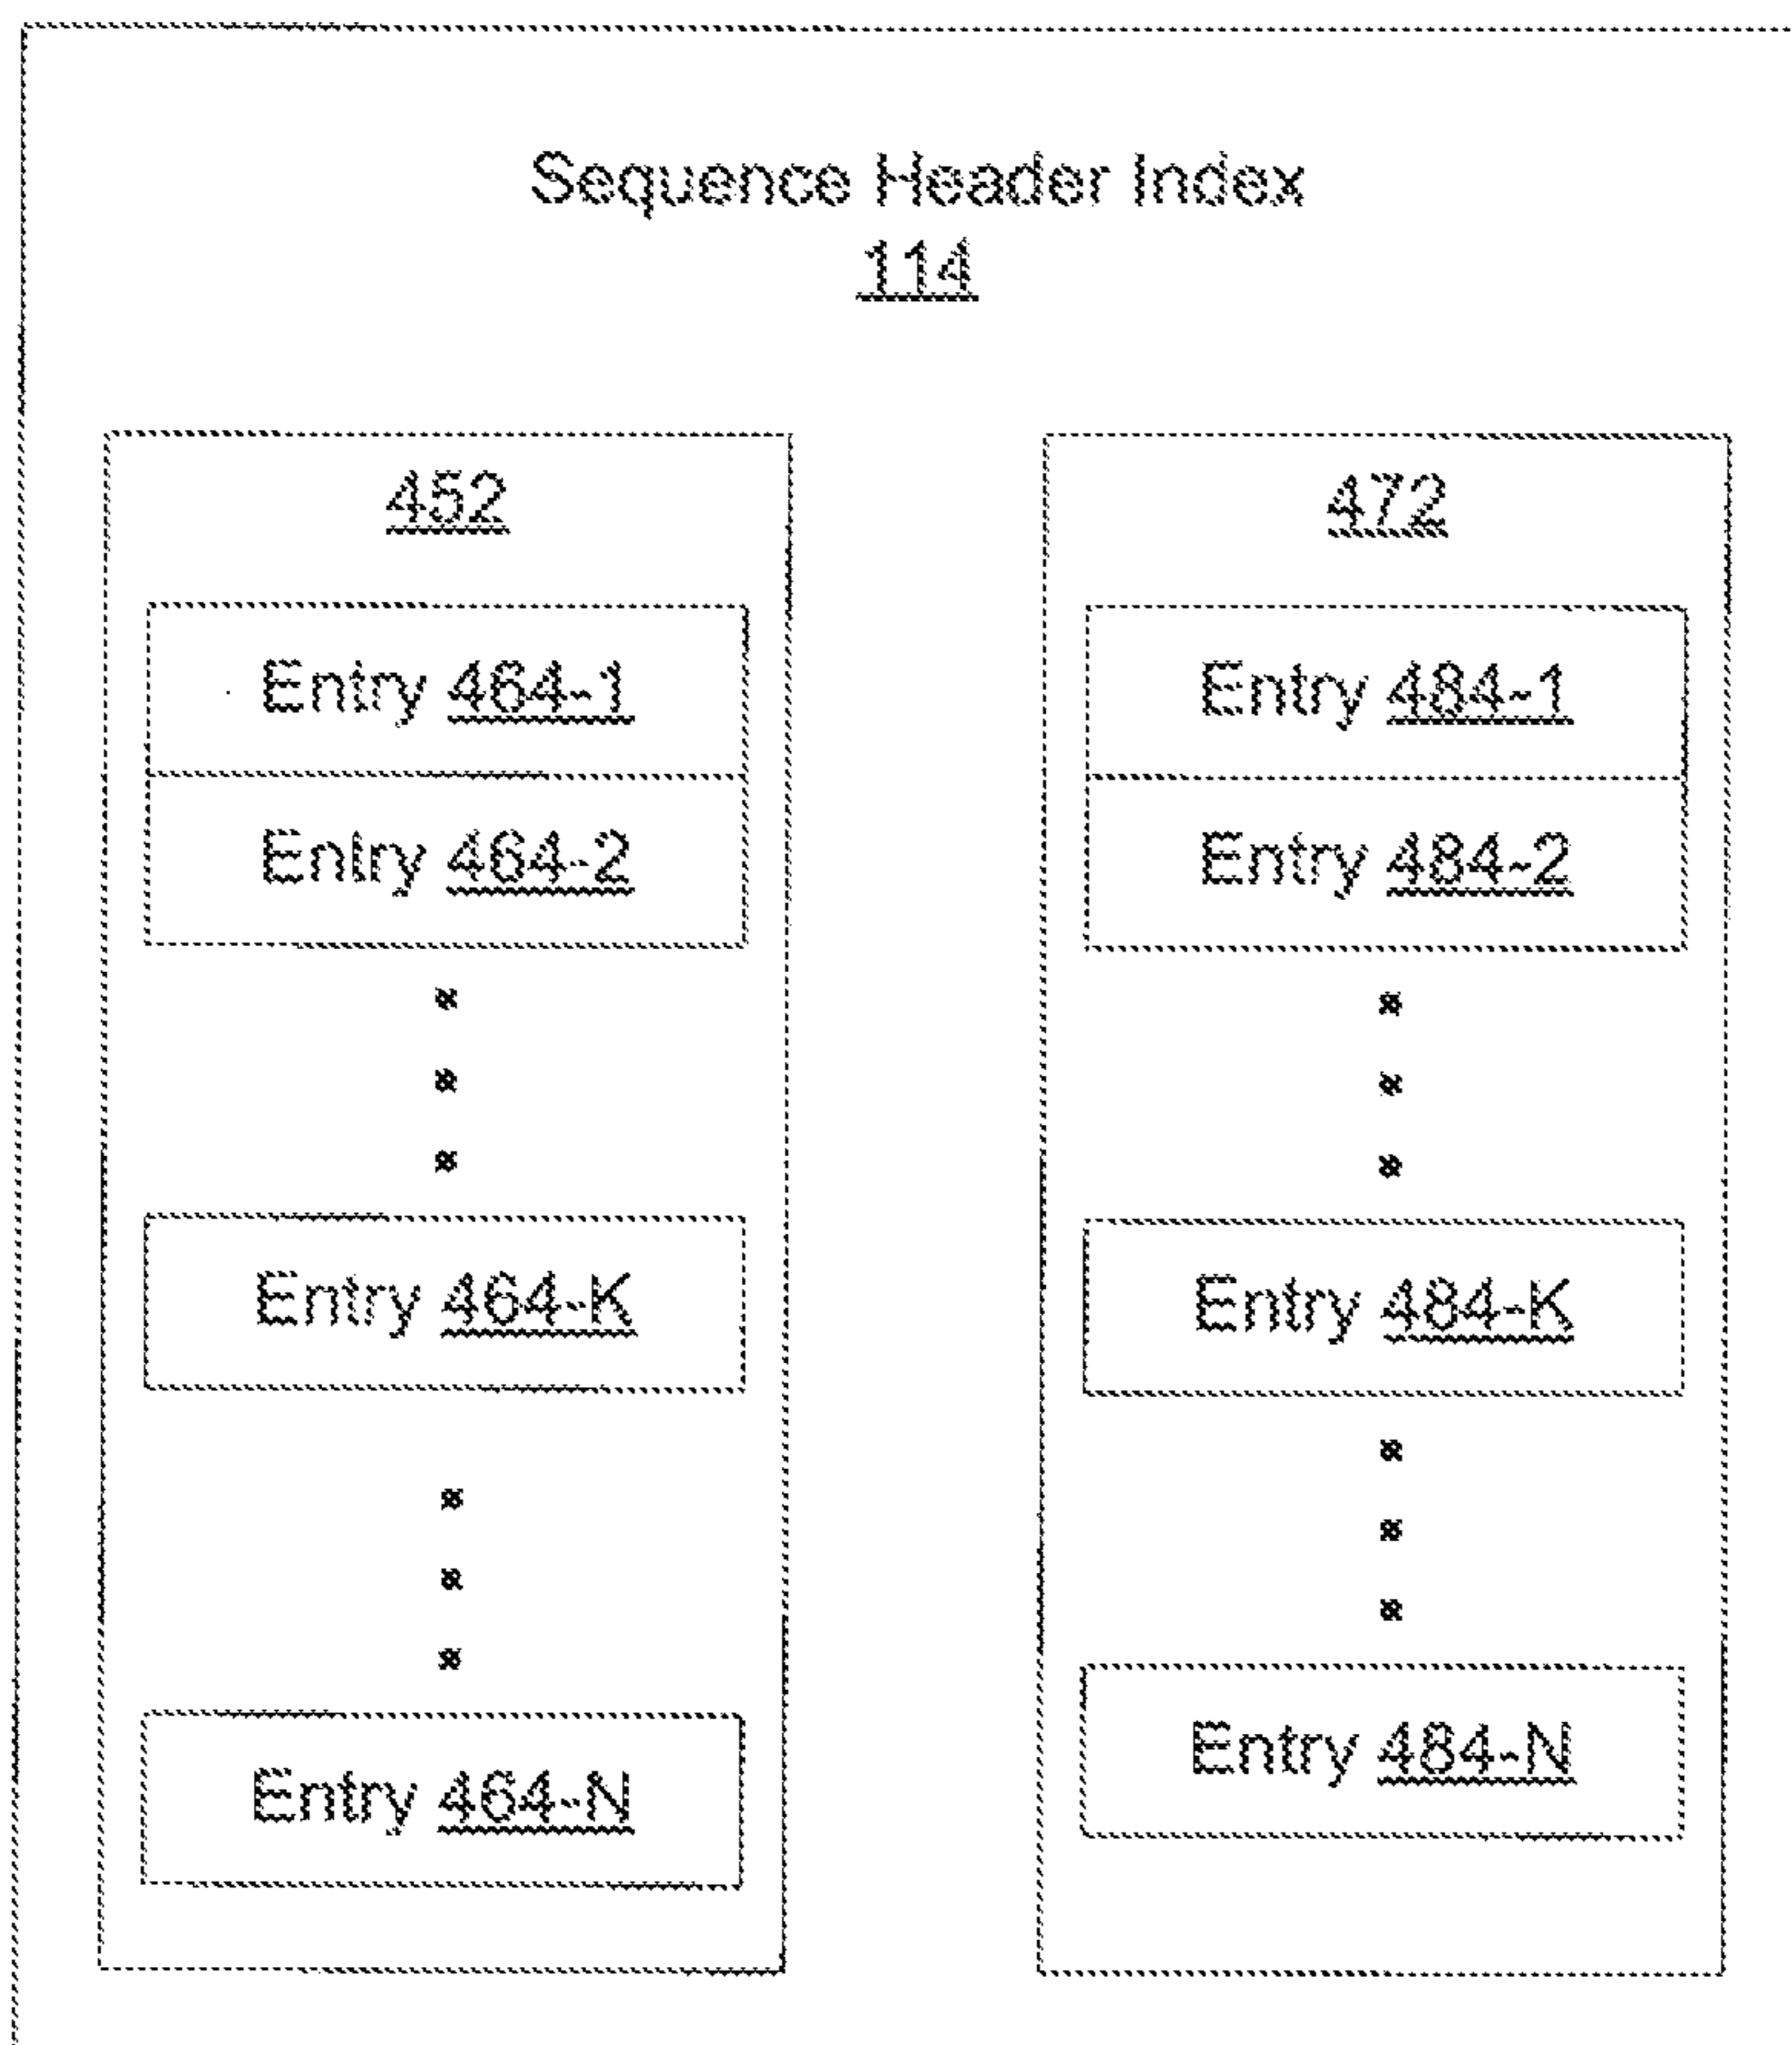 Sequence Header Index
114
452
Entry 464-1
Entry 464-2
Entry 464-K
Entry 464-N
472
Entry 484-1
Entry 484-2
Entry 484-K
Entry 484-N